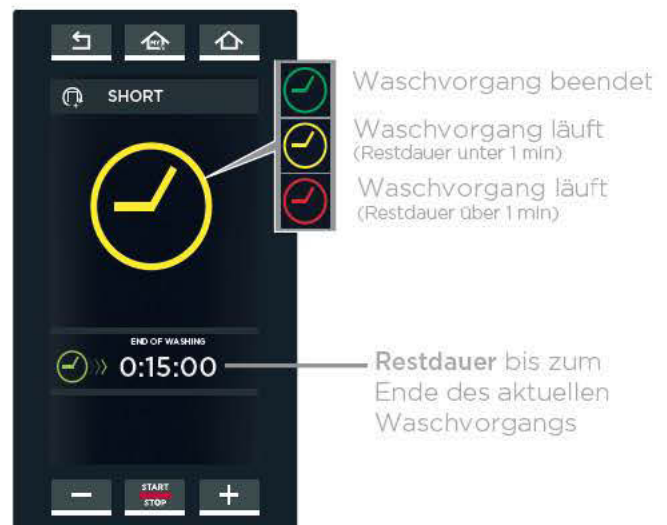 MY
SHORT
END OF WASHING
0:15:00
START
STOP
Waschvorgang beendet
Waschvorgang läuft
(Restdauer unter 1 min)
Waschvorgang läuft
(Restdauer über 1 min)
Restdauer bis zum
Ende des aktuellen
Waschvorgangs